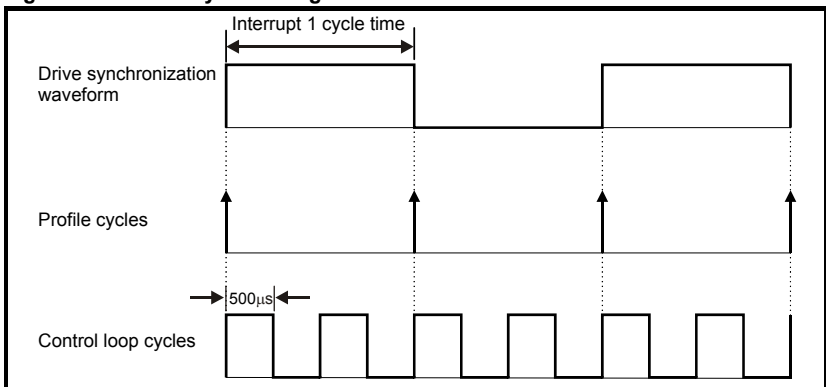 Interrupt 1 cycle time
Drive synchronization
waveform
Profile cycles
500μs
Control loop cycles